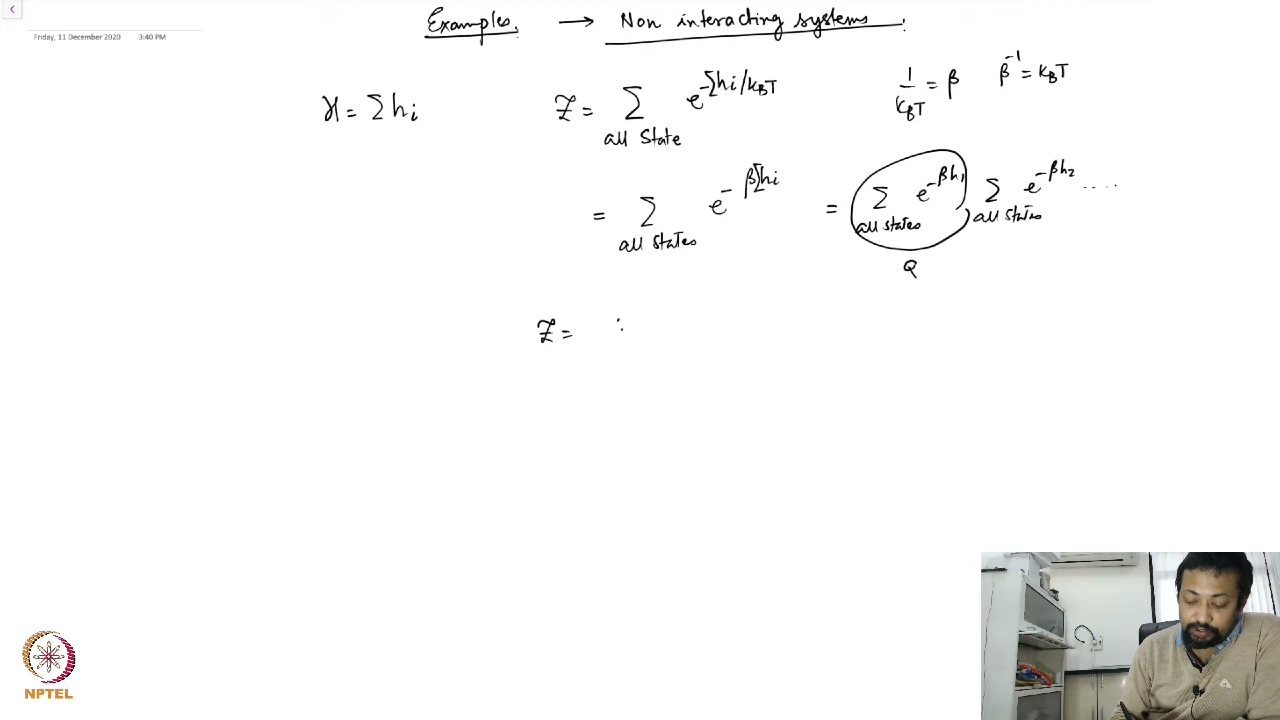 Examples. → Non interacting systems.
Friday, 11 December 2020 3:40 PM
H = Σ hi Z = Σ e^-Σhi/kBT 1/kBT = β β^-1 = kBT
all state
= Σ e^-βΣhi = Σ e^-βh1 Σ e^-βh2 ....
all states all states all states
Q
Z =
NPTEL